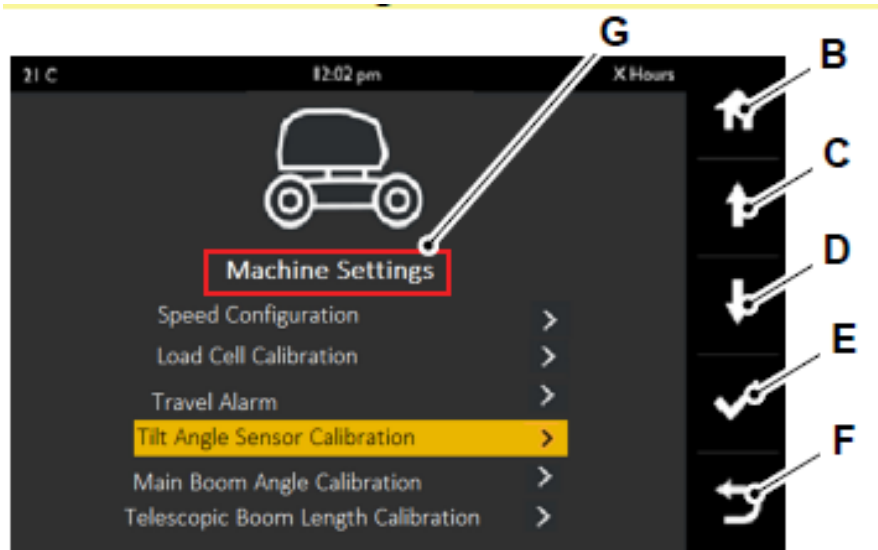 G
B
21 C 12:02 pm X Hours
C
D
Machine Settings
Speed Configuration
E
Load Cell Calibration
Travel Alarm
Tilt Angle Sensor Calibration
F
Main Boom Angle Calibration
Telescopic Boom Length Calibration